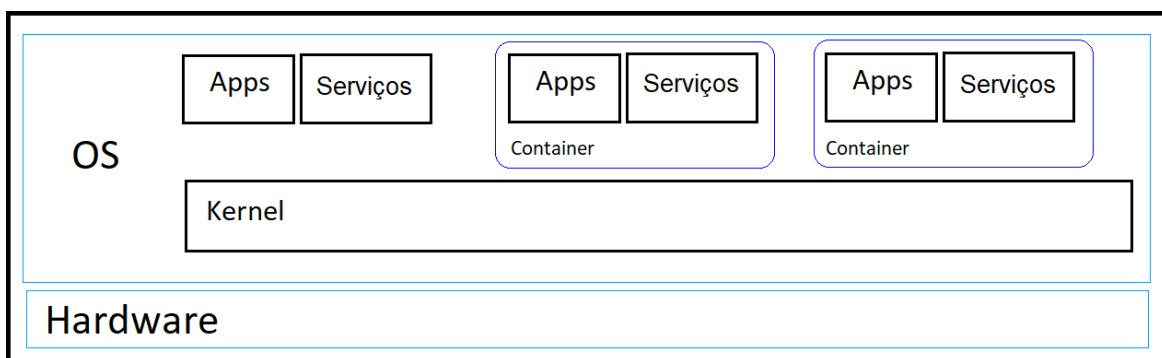 Apps Serviços Apps Serviços Apps Serviços
OS Container Container
Kernel
Hardware